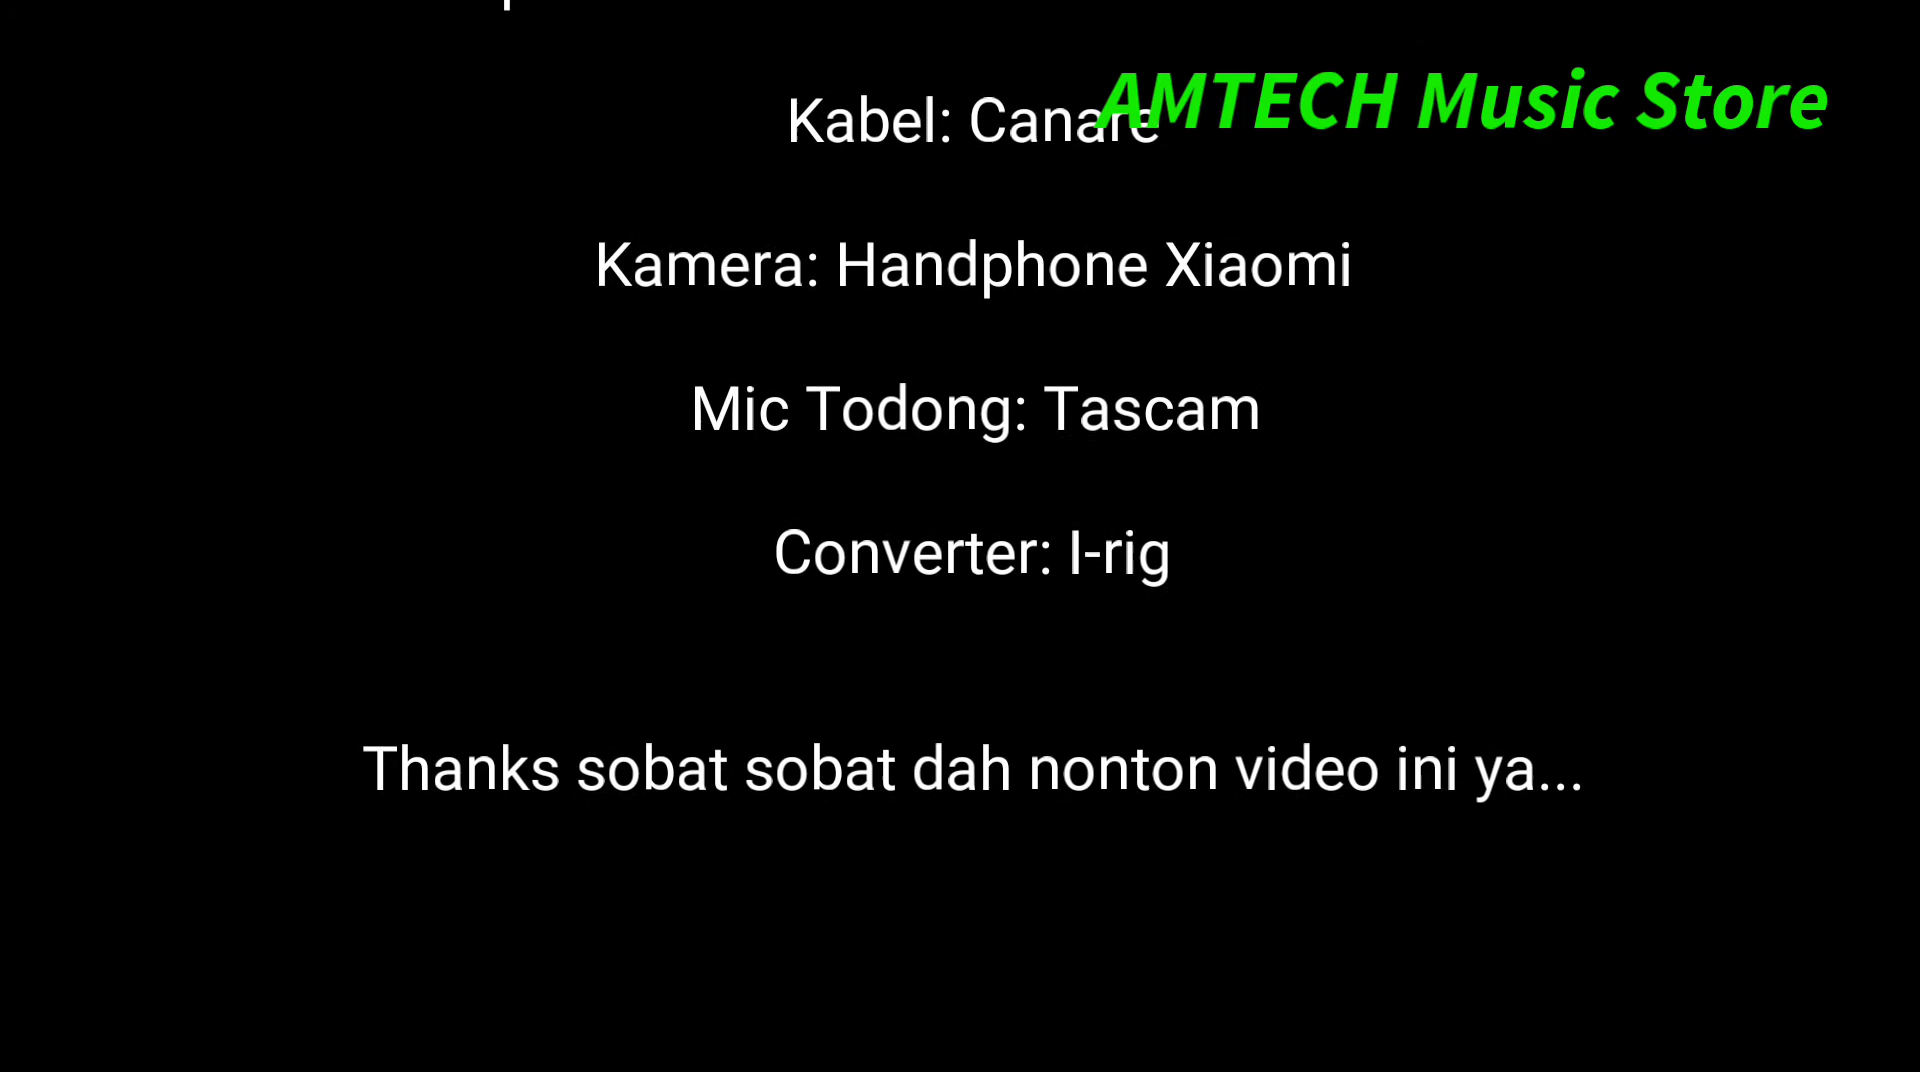 AMTECH Music Store
Kabel: Canare
Kamera: Handphone Xiaomi
Mic Todong: Tascam
Converter: I-rig
Thanks sobat sobat dah nonton video ini ya...